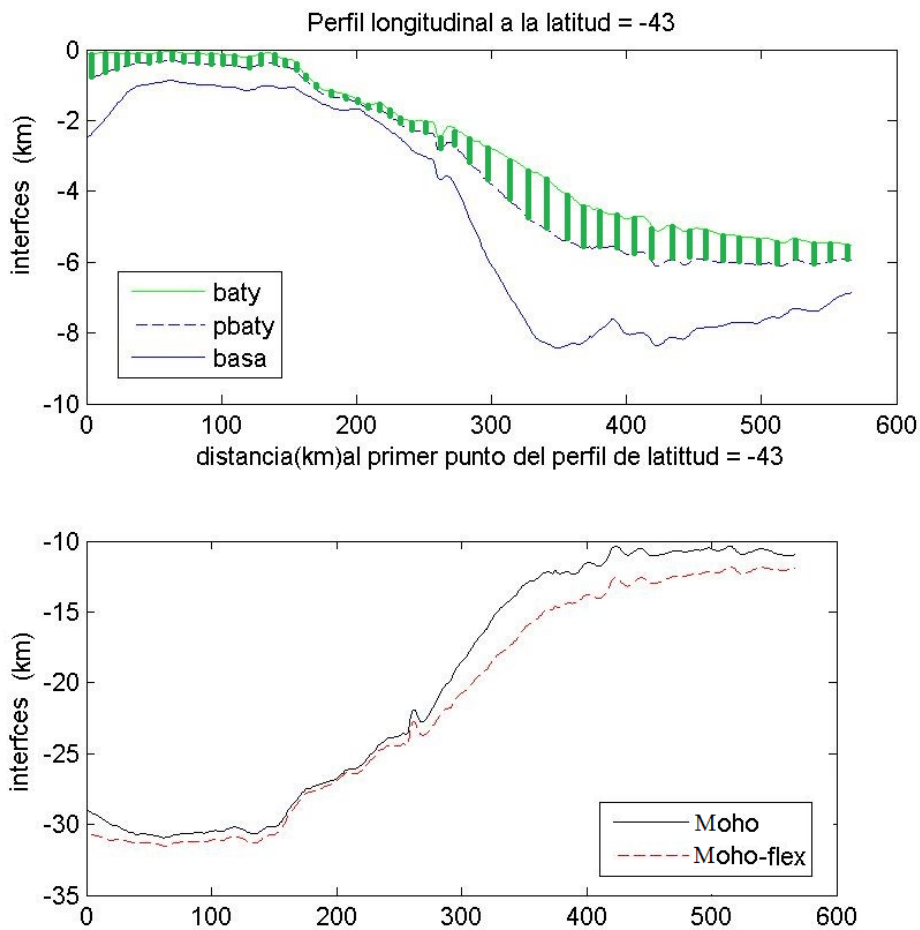 Perfil longitudinal a la latitud = -43
0
-2
-4
-6
-8
-10
interfces (km)
baty
pbaty
basa
0 100 200 300 400 500 600
distancia(km)al primer punto del perfil de latittud = -43
-10
-15
-20
-25
-30
-35
interfces (km)
Moho
Moho-flex
0 100 200 300 400 500 600